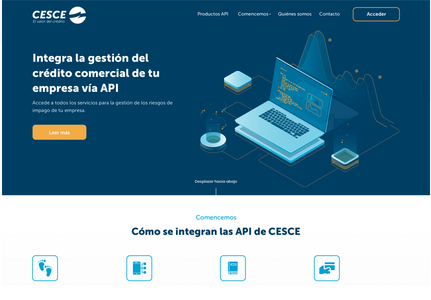 CESCE
El valor del crédito
Productos API
Comencemos
Quiénes somos
Contacto
Acceder
Integra la gestión del
crédito comercial de tu
empresa vía API
Accede a todos los servicios para la gestión de los riesgos de
impago de tu empresa.
Leer más
Desplazar hacia abajo
Comencemos
Cómo se integran las API de CESCE